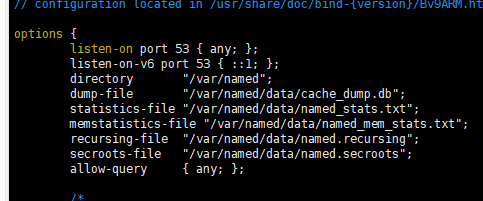 // configuration located in /usr/share/doc/bind-{version}/Bv9ARM.ht
options {
listen-on port 53 { any; };
listen-on-v6 port 53 { ::1; };
directory "/var/named";
dump-file "/var/named/data/cache_dump.db";
statistics-file "/var/named/data/named_stats.txt";
memstatistics-file "/var/named/data/named_mem_stats.txt";
recursing-file "/var/named/data/named.recursing";
secroots-file "/var/named/data/named.secroots";
allow-query { any; };
/*